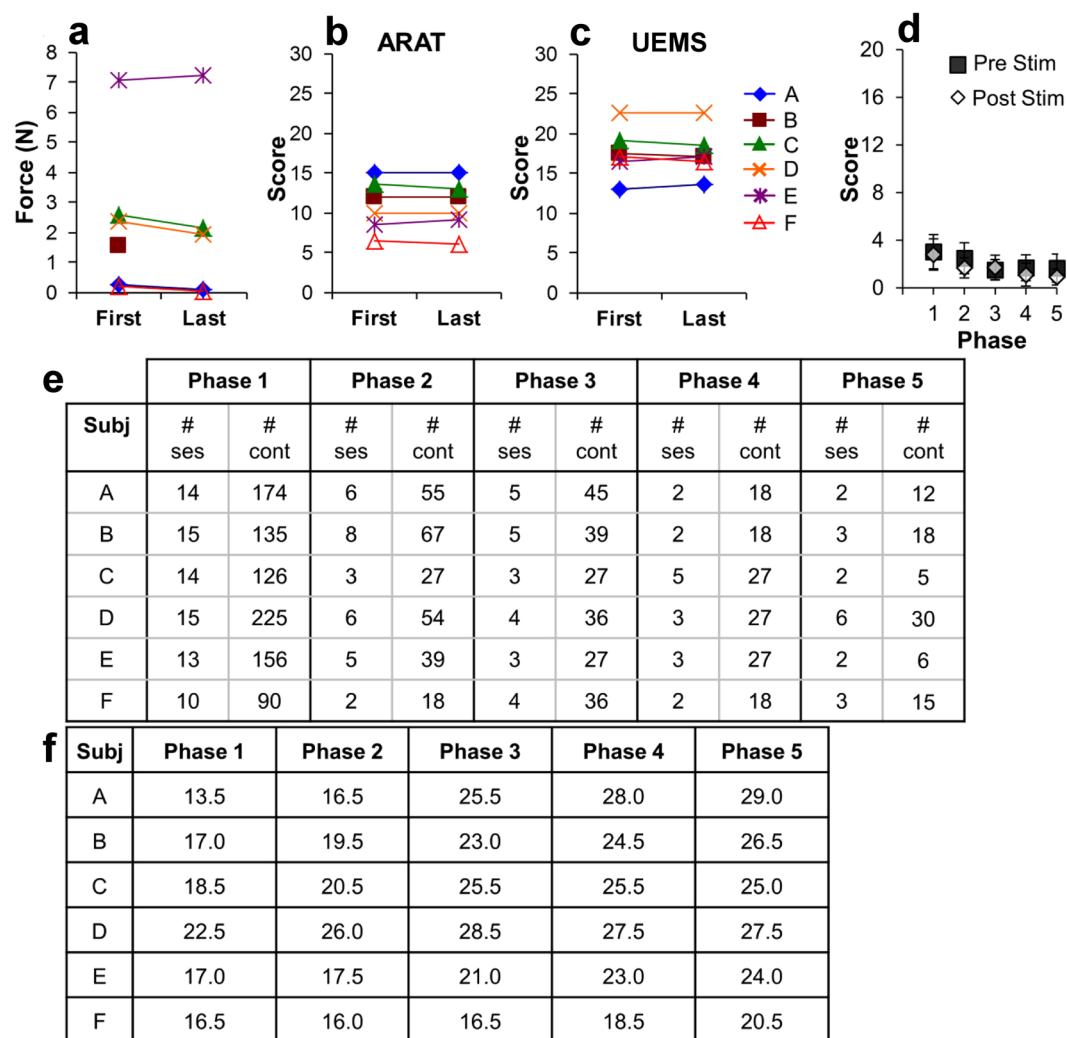 a
8
7
6
5
4
3
2
1
0
Force (N)
First Last
b ARAT
30
25
20
15
10
5
0
Score
First Last
c UEMS
30
25
20
15
10
5
0
Score
First Last
A
B
C
D
E
F
d
20
16
12
8
4
0
Score
Pre Stim
Post Stim
1 2 3 4 5
Phase
e
Phase 1 Phase 2 Phase 3 Phase 4 Phase 5
Subj # ses # cont # ses # cont # ses # cont # ses # cont # ses # cont
A 14 174 6 55 5 45 2 18 2 12
B 15 135 8 67 5 39 2 18 3 18
C 14 126 3 27 3 27 5 27 2 5
D 15 225 6 54 4 36 3 27 6 30
E 13 156 5 39 3 27 3 27 2 6
F 10 90 2 18 4 36 2 18 3 15
f
Subj Phase 1 Phase 2 Phase 3 Phase 4 Phase 5
A 13.5 16.5 25.5 28.0 29.0
B 17.0 19.5 23.0 24.5 26.5
C 18.5 20.5 25.5 25.5 25.0
D 22.5 26.0 28.5 27.5 27.5
E 17.0 17.5 21.0 23.0 24.0
F 16.5 16.0 16.5 18.5 20.5